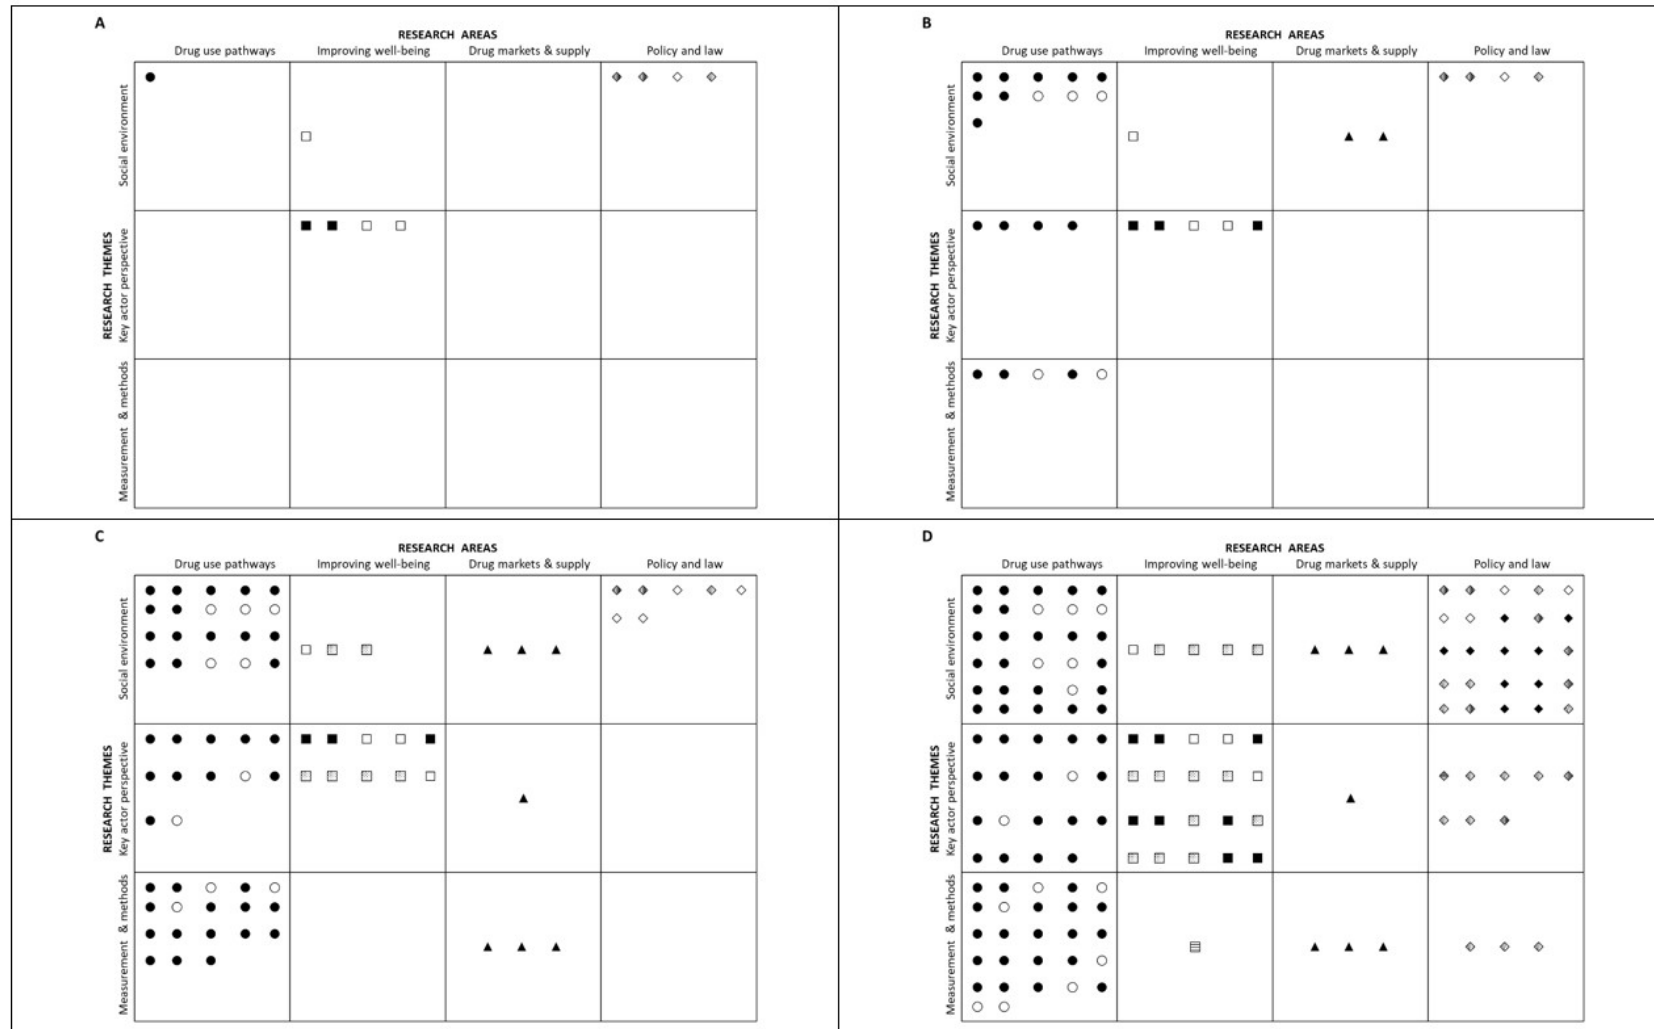 A
RESEARCH AREAS
Drug use pathways Improving well-being Drug markets & supply Policy and law
RESEARCH THEMES
Social environment
Key actor perspective
Measurement & methods
B
RESEARCH AREAS
Drug use pathways Improving well-being Drug markets & supply Policy and law
RESEARCH THEMES
Social environment
Key actor perspective
Measurement & methods
C
RESEARCH AREAS
Drug use pathways Improving well-being Drug markets & supply Policy and law
RESEARCH THEMES
Social environment
Key actor perspective
Measurement & methods
D
RESEARCH AREAS
Drug use pathways Improving well-being Drug markets & supply Policy and law
RESEARCH THEMES
Social environment
Key actor perspective
Measurement & methods